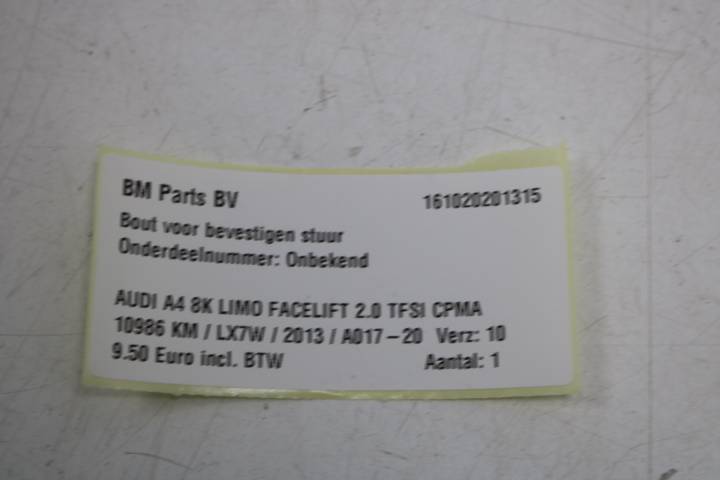 BM Parts BV 161020201315
Bout voor bevestigen stuur
Onderdeelnummer: Onbekend
AUDI A4 8K LIMO FACELIFT 2.0 TFSI CPMA
10986 KM / LX7W / 2013 / A017-20 Verz: 10
9.50 Euro incl. BTW Aantal: 1